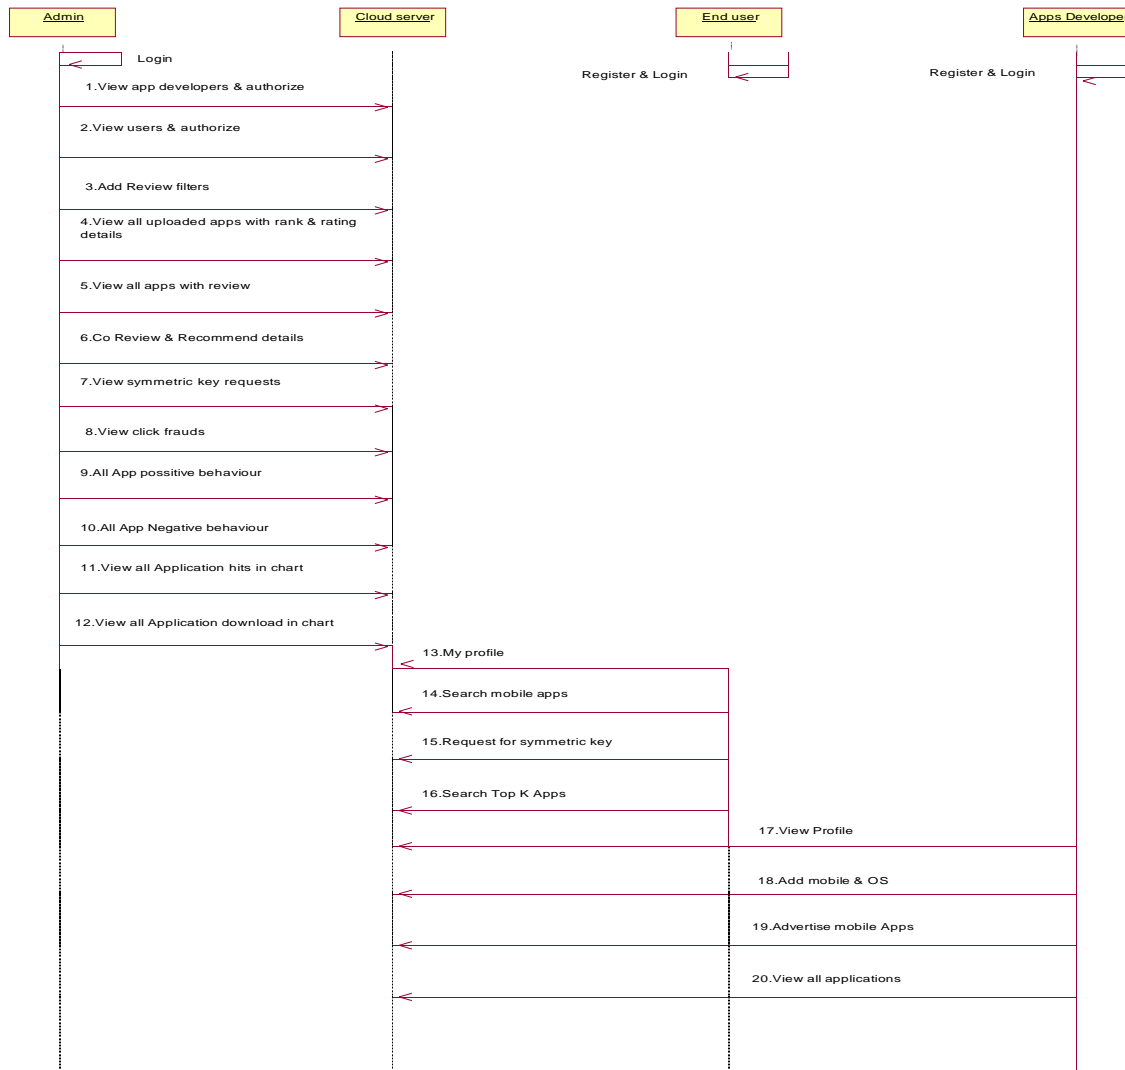 Admin
Cloud server
End user
Apps Develope
Login
Register & Login
Register & Login
1.View app developers & authorize
2.View users & authorize
3.Add Review filters
4.View all uploaded apps with rank & rating
details
5.View all apps with review
6.Co Review & Recommend details
7.View symmetric key requests
8.View click frauds
9.All App possitive behaviour
10.All App Negative behaviour
11.View all Application hits in chart
12.View all Application download in chart
13.My profile
14.Search mobile apps
15.Request for symmetric key
16.Search Top K Apps
17.View Profile
18.Add mobile & OS
19.Advertise mobile Apps
20.View all applications